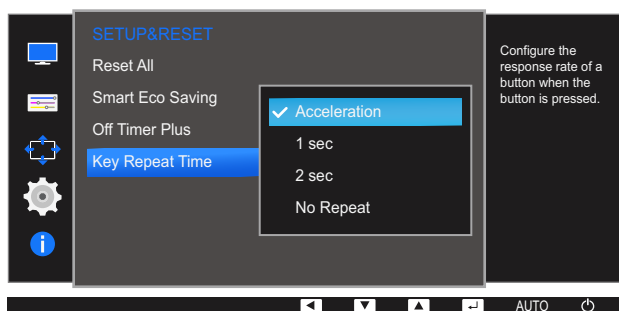 SETUP&RESET
Reset All
Smart Eco Saving
Off Timer Plus
Key Repeat Time
Acceleration
1 sec
2 sec
No Repeat
Configure the
response rate of a
button when the
button is pressed.
AUTO